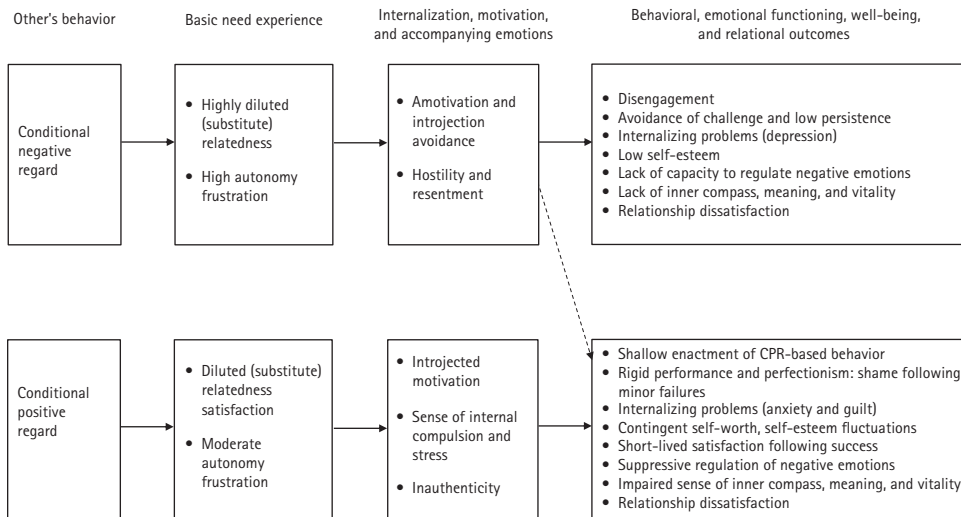 Other's behavior
Basic need experience
Internalization, motivation,
and accompanying emotions
Behavioral, emotional functioning, well-being,
and relational outcomes
Conditional
negative
regard
• Highly diluted
(substitute)
relatedness
• High autonomy
frustration
• Amotivation and
introjection
avoidance
• Hostility and
resentment
• Disengagement
• Avoidance of challenge and low persistence
• Internalizing problems (depression)
• Low self-esteem
• Lack of capacity to regulate negative emotions
• Lack of inner compass, meaning, and vitality
• Relationship dissatisfaction
Conditional
positive
regard
• Diluted (substitute)
relatedness
satisfaction
• Moderate
autonomy
frustration
• Introjected
motivation
• Sense of internal
compulsion and
stress
• Inauthenticity
• Shallow enactment of CPR-based behavior
• Rigid performance and perfectionism: shame following
minor failures
• Internalizing problems (anxiety and guilt)
• Contingent self-worth, self-esteem fluctuations
• Short-lived satisfaction following success
• Suppressive regulation of negative emotions
• Impaired sense of inner compass, meaning, and vitality
• Relationship dissatisfaction